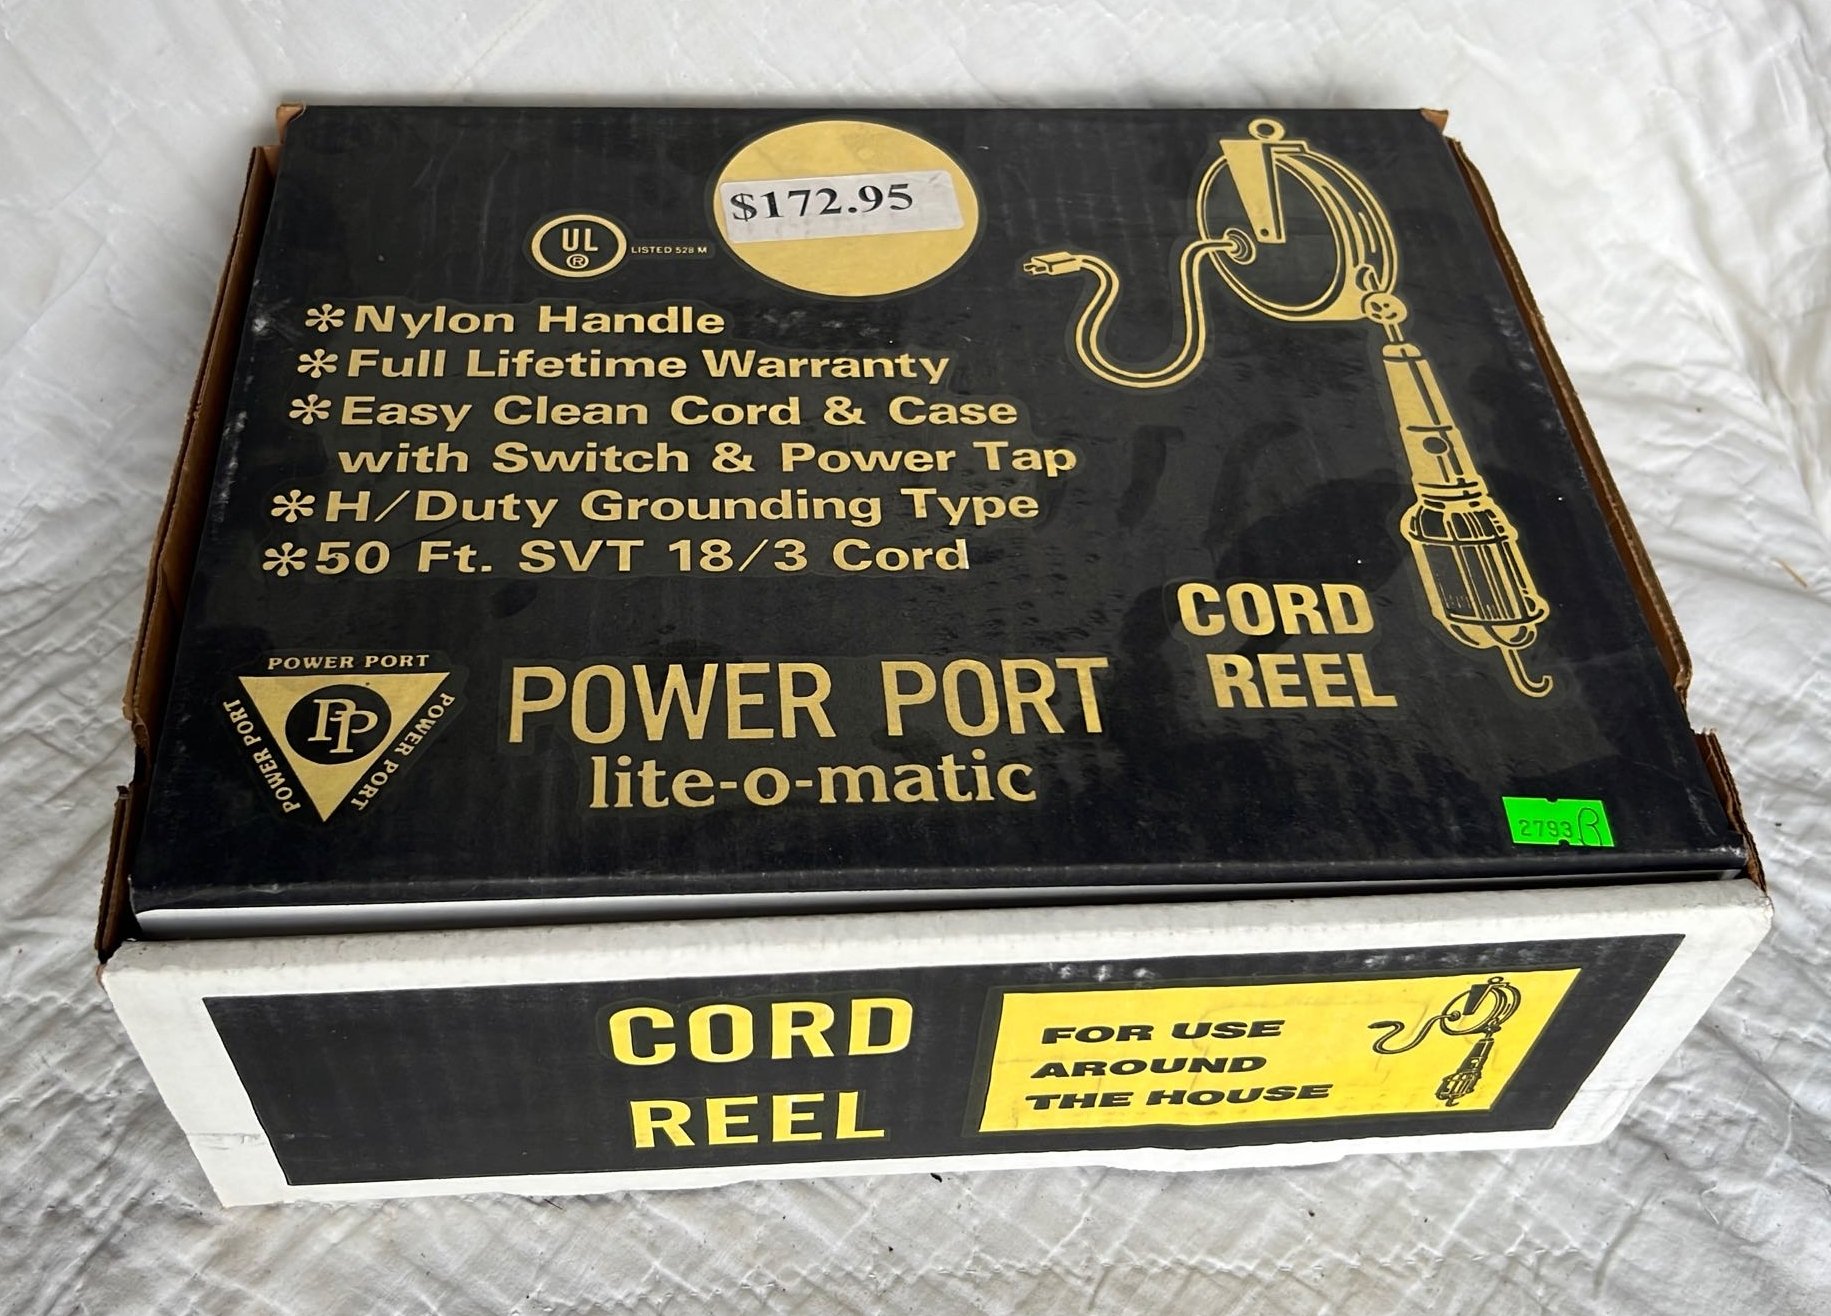 $172.95
UL
®
LISTED 528 M
*Nylon Handle
*Full Lifetime Warranty
*Easy Clean Cord & Case
with Switch & Power Tap
*H/Duty Grounding Type
*50 Ft. SVT 18/3 Cord
CORD
REEL
POWER PORT
POWER PORT
POWER PORT
PP
POWER PORT
lite-o-matic
2793 B
CORD
REEL
FOR USE
AROUND
THE HOUSE